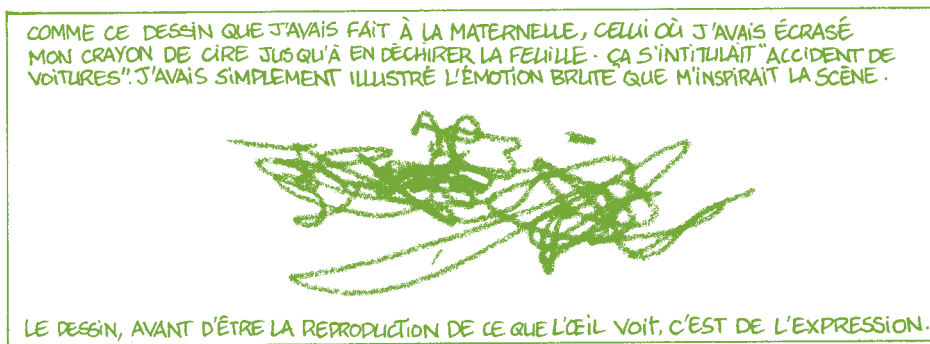 COMME CE DESSIN QUE J'AVAIS FAIT À LA MATERNELLE, CELUI OÙ J'AVAIS ÉCRASÉ
MON CRAYON DE CIRE JUSQU'À EN DÉCHIRER LA FEUILLE. ÇA S'INTITULAIT "ACCIDENT DE
VOITURES". J'AVAIS SIMPLEMENT ILLUSTRÉ L'ÉMOTION BRUTE QUE M'INSPIRAIT LA SCÈNE.
LE DESSIN, AVANT D'ÊTRE LA REPRODUCTION DE CE QUE L'ŒIL VOIT, C'EST DE L'EXPRESSION.